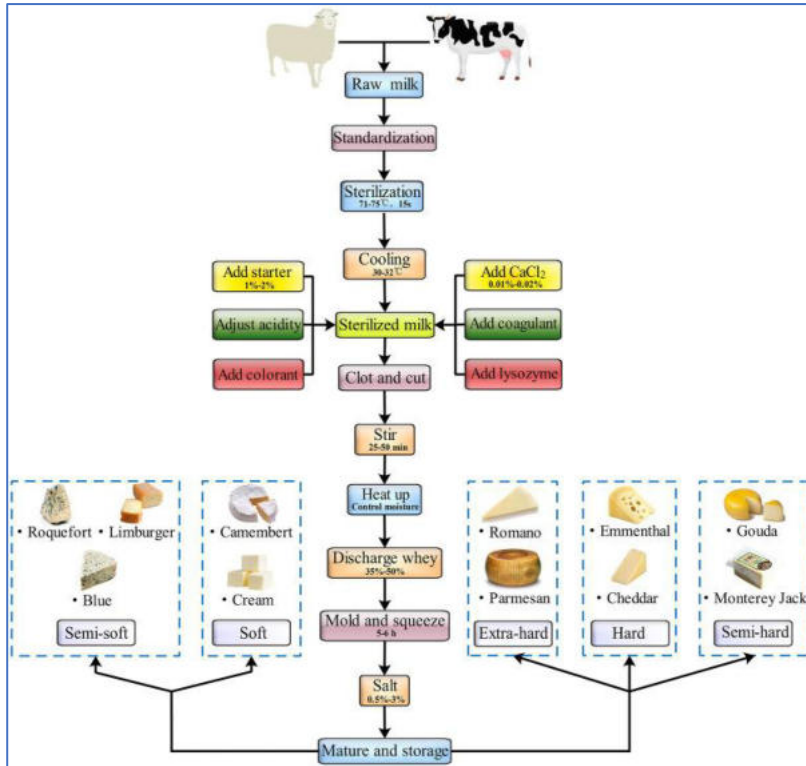 Raw milk
Standardization
Sterilization
71-75℃, 15s
Cooling
30-32℃
Add starter
1%-2%
Add CaCl₂
0.01%-0.02%
Adjust acidity
Sterilized milk
Add coagulant
Add colorant
Clot and cut
Add lysozyme
Stir
25-50 min
Heat up
Control moisture
Discharge whey
35%-50%
Mold and squeeze
5-6 h
Salt
0.5%-3%
Mature and storage
• Roquefort
• Limburger
• Blue
Semi-soft
• Camembert
• Cream
Soft
• Romano
• Parmesan
Extra-hard
• Emmenthal
• Cheddar
Hard
• Gouda
• Monterey Jack
Semi-hard